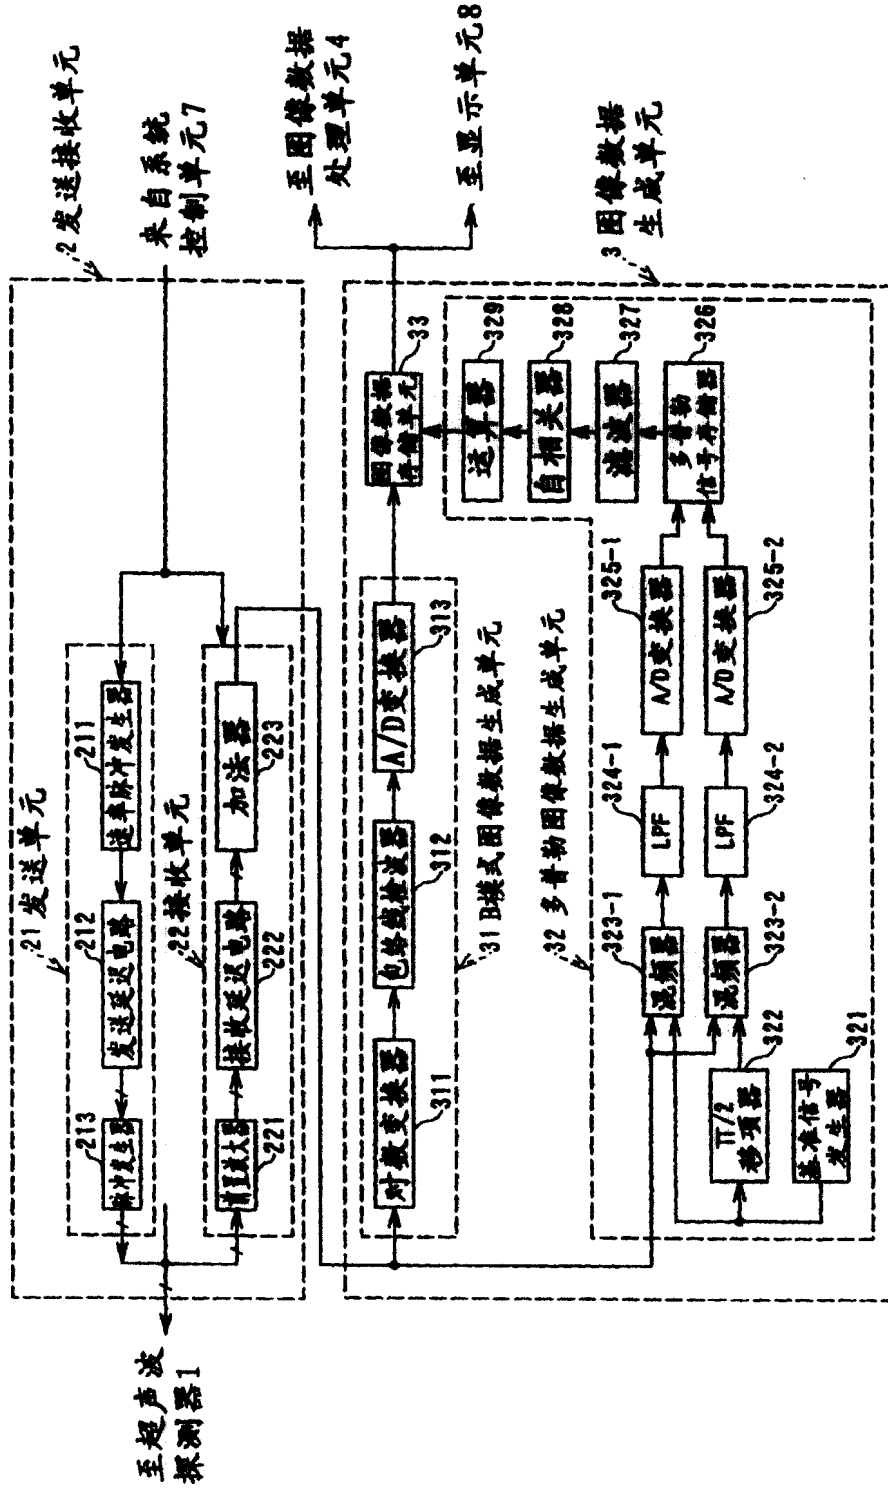 2 发送接收单元
来自系统
控制单元7
21 发送单元
211
速率脉冲发生器
212
发送延迟电路
213
脉冲发生器
22 接收单元
223
加法器
222
接收延迟电路
221
前置放大器
至超声波
探测器1
至图像数据
处理单元4
至显示单元8
3 图像数据
生成单元
33
图像数据
存储单元
313
A/D变换器
312
包络线检波器
311
对数变换器
31 B模式图像数据生成单元
32 多普勒图像数据生成单元
329
运算器
328
自相关器
327
滤波器
326
多普勒
信号存储器
325-1
A/D变换器
325-2
A/D变换器
324-1
LPF
324-2
LPF
323-1
混频器
323-2
混频器
322
π/2
移项器
321
基准信号
发生器